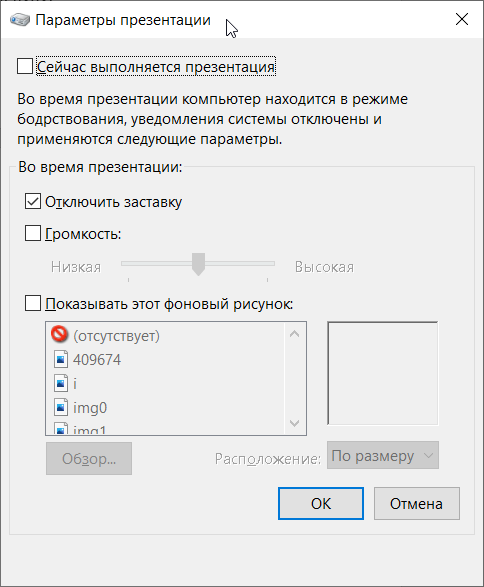 Параметры презентации
Сейчас выполняется презентация
Во время презентации компьютер находится в режиме
бодрствования, уведомления системы отключены и
применяются следующие параметры.
Во время презентации:
Отключить заставку
Громкость:
Низкая Высокая
Показывать этот фоновый рисунок:
(отсутствует)
409674
i
img0
img1
Обзор... Расположение: По размеру
ОК Отмена